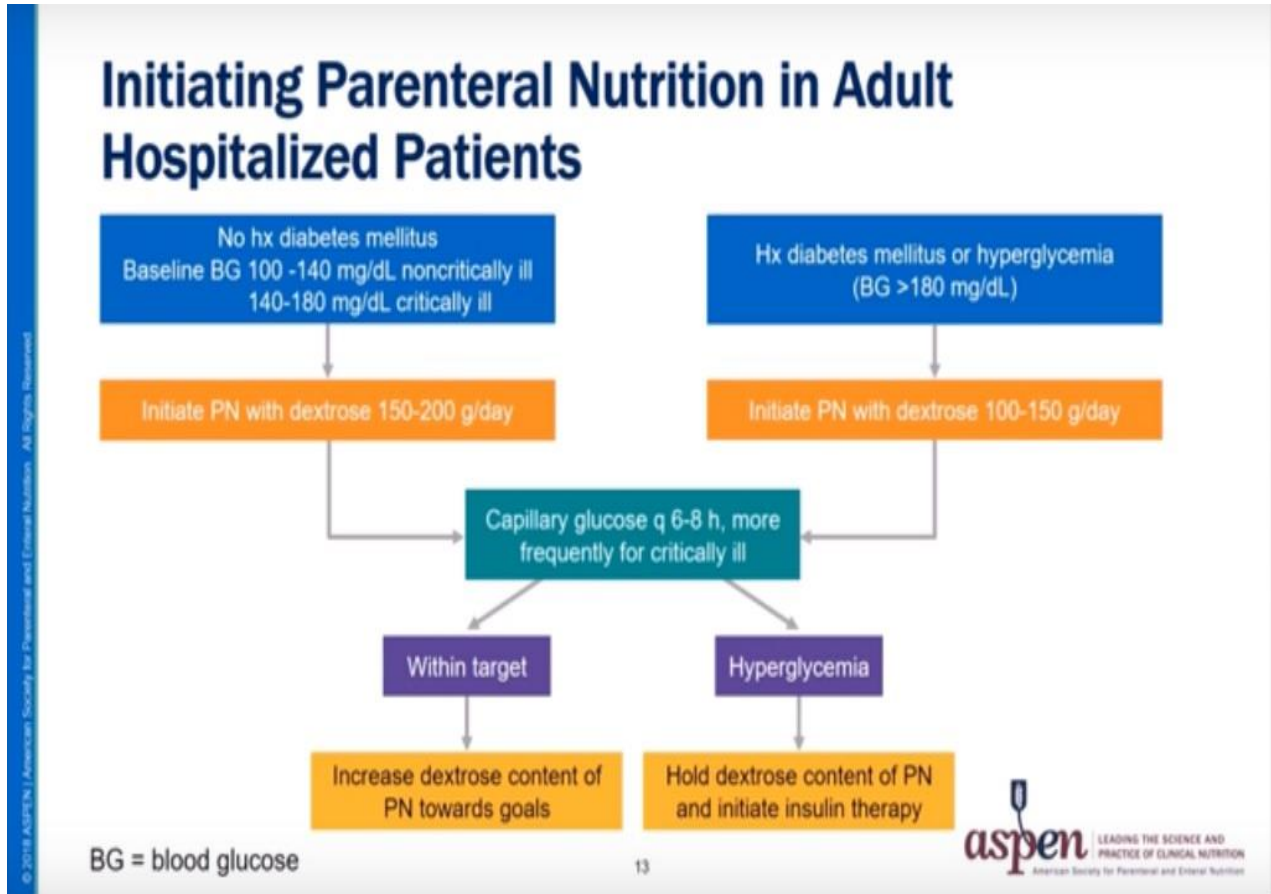 Initiating Parenteral Nutrition in Adult
Hospitalized Patients
No hx diabetes mellitus
Baseline BG 100 -140 mg/dL noncritically ill
140-180 mg/dL critically ill
Hx diabetes mellitus or hyperglycemia
(BG >180 mg/dL)
Initiate PN with dextrose 150-200 g/day
Initiate PN with dextrose 100-150 g/day
Capillary glucose q 6-8 h, more
frequently for critically ill
Within target
Hyperglycemia
Increase dextrose content of
PN towards goals
Hold dextrose content of PN
and initiate insulin therapy
BG = blood glucose
13
aspen
LEADING THE SCIENCE AND
PRACTICE OF CLINICAL NUTRITION
American Society for Parenteral and Enteral Nutrition
© 2018 ASPEN | American Society for Parenteral and Enteral Nutrition All Rights Reserved